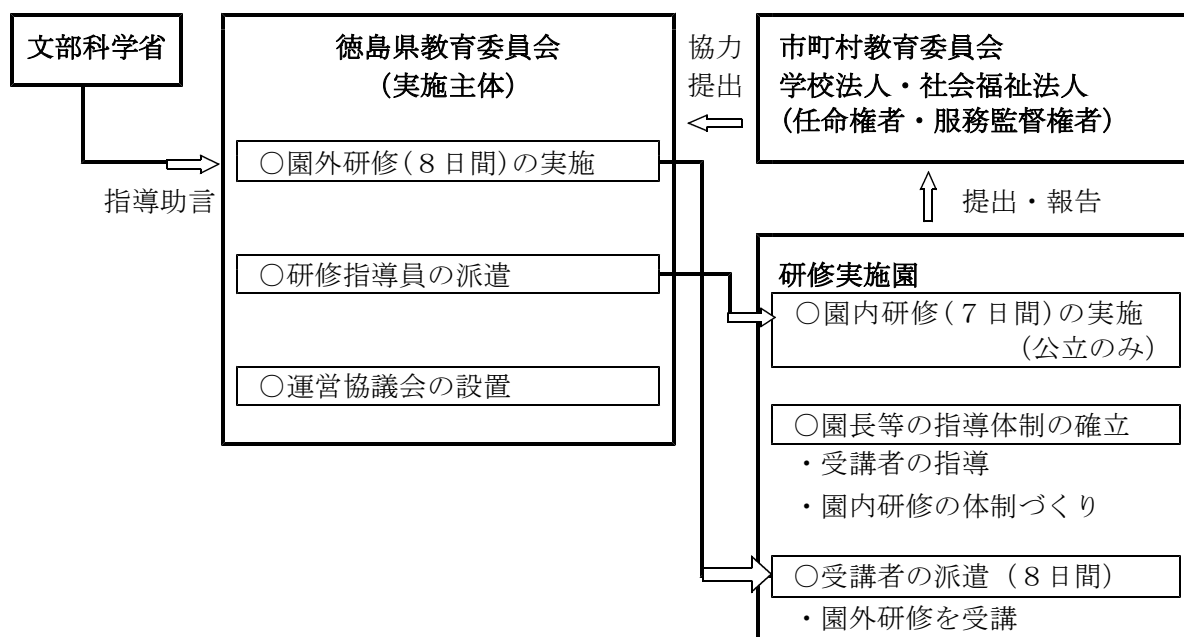 文部科学省
指導助言
徳島県教育委員会
(実施主体)
○園外研修(8日間)の実施
○研修指導員の派遣
○運営協議会の設置
協力
提出
市町村教育委員会
学校法人・社会福祉法人
(任命権者・服務監督権者)
提出・報告
研修実施園
○園内研修(7日間)の実施
(公立のみ)
○園長等の指導体制の確立
・受講者の指導
・園内研修の体制づくり
○受講者の派遣(8日間)
・園外研修を受講